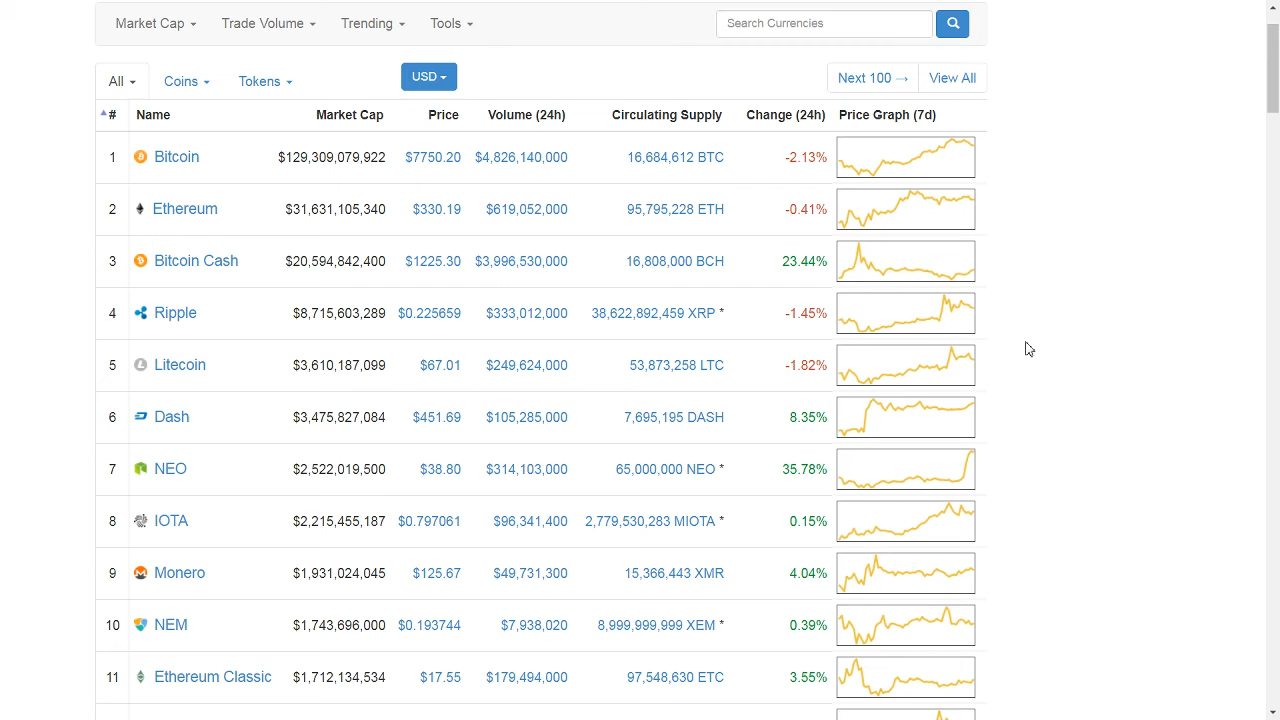 Market Cap Trade Volume Trending Tools Search Currencies
All Coins Tokens USD Next 100 → View All
# Name Market Cap Price Volume (24h) Circulating Supply Change (24h) Price Graph (7d)
1 Bitcoin $129,309,079,922 $7750.20 $4,826,140,000 16,684,612 BTC -2.13%
2 Ethereum $31,631,105,340 $330.19 $619,052,000 95,795,228 ETH -0.41%
3 Bitcoin Cash $20,594,842,400 $1225.30 $3,996,530,000 16,808,000 BCH 23.44%
4 Ripple $8,715,603,289 $0.225659 $333,012,000 38,622,892,459 XRP * -1.45%
5 Litecoin $3,610,187,099 $67.01 $249,624,000 53,873,258 LTC -1.82%
6 Dash $3,475,827,084 $451.69 $105,285,000 7,695,195 DASH 8.35%
7 NEO $2,522,019,500 $38.80 $314,103,000 65,000,000 NEO * 35.78%
8 IOTA $2,215,455,187 $0.797061 $96,341,400 2,779,530,283 MIOTA * 0.15%
9 Monero $1,931,024,045 $125.67 $49,731,300 15,366,443 XMR 4.04%
10 NEM $1,743,696,000 $0.193744 $7,938,020 8,999,999,999 XEM * 0.39%
11 Ethereum Classic $1,712,134,534 $17.55 $179,494,000 97,548,630 ETC 3.55%